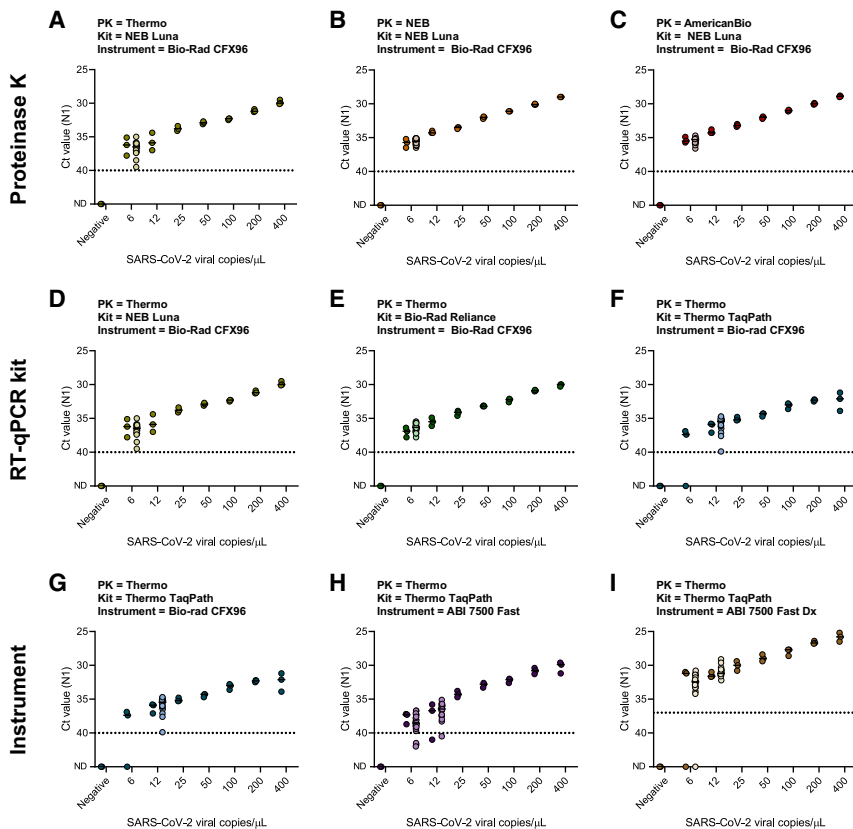 A
PK = Thermo
Kit = NEB Luna
Instrument = Bio-Rad CFX96
B
PK = NEB
Kit = NEB Luna
Instrument =  Bio-Rad CFX96
C
PK = AmericanBio
Kit =  NEB Luna
Instrument =  Bio-Rad CFX96
Proteinase K
Ct value (N1)
25
30
35
40
ND
Negative
6
12
25
50
100
200
400
SARS-CoV-2 viral copies/μL
Ct value (N1)
25
30
35
40
ND
Negative
6
12
25
50
100
200
400
SARS-CoV-2 viral copies/μL
Ct value (N1)
25
30
35
40
ND
Negative
6
12
25
50
100
200
400
SARS-CoV-2 viral copies/μL
D
PK = Thermo
Kit = NEB Luna
Instrument = Bio-Rad CFX96
E
PK = Thermo
Kit = Bio-Rad Reliance
Instrument =  Bio-Rad CFX96
F
PK = Thermo
Kit = Thermo TaqPath
Instrument = Bio-rad CFX96
RT-qPCR kit
Ct value (N1)
25
30
35
40
ND
Negative
6
12
25
50
100
200
400
SARS-CoV-2 viral copies/μL
Ct value (N1)
25
30
35
40
ND
Negative
6
12
25
50
100
200
400
SARS-CoV-2 viral copies/μL
Ct value (N1)
25
30
35
40
ND
Negative
6
12
25
50
100
200
400
SARS-CoV-2 viral copies/μL
G
PK = Thermo
Kit = Thermo TaqPath
Instrument = Bio-rad CFX96
H
PK = Thermo
Kit = Thermo TaqPath
Instrument = ABI 7500 Fast
I
PK = Thermo
Kit = Thermo TaqPath
Instrument = ABI 7500 Fast Dx
Instrument
Ct value (N1)
25
30
35
40
ND
Negative
6
12
25
50
100
200
400
SARS-CoV-2 viral copies/μL
Ct value (N1)
25
30
35
40
ND
Negative
6
12
25
50
100
200
400
SARS-CoV-2 viral copies/μL
Ct value (N1)
25
30
35
40
ND
Negative
6
12
25
50
100
200
400
SARS-CoV-2 viral copies/μL